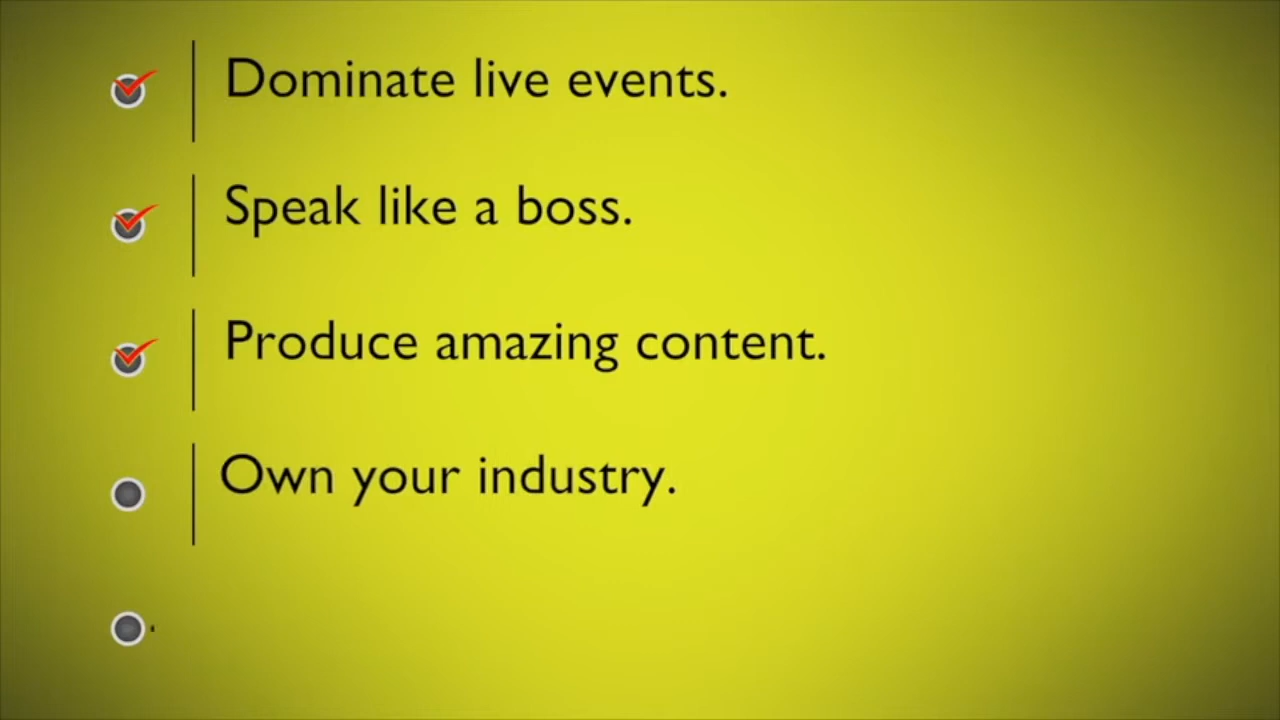 Dominate live events.
Speak like a boss.
Produce amazing content.
Own your industry.